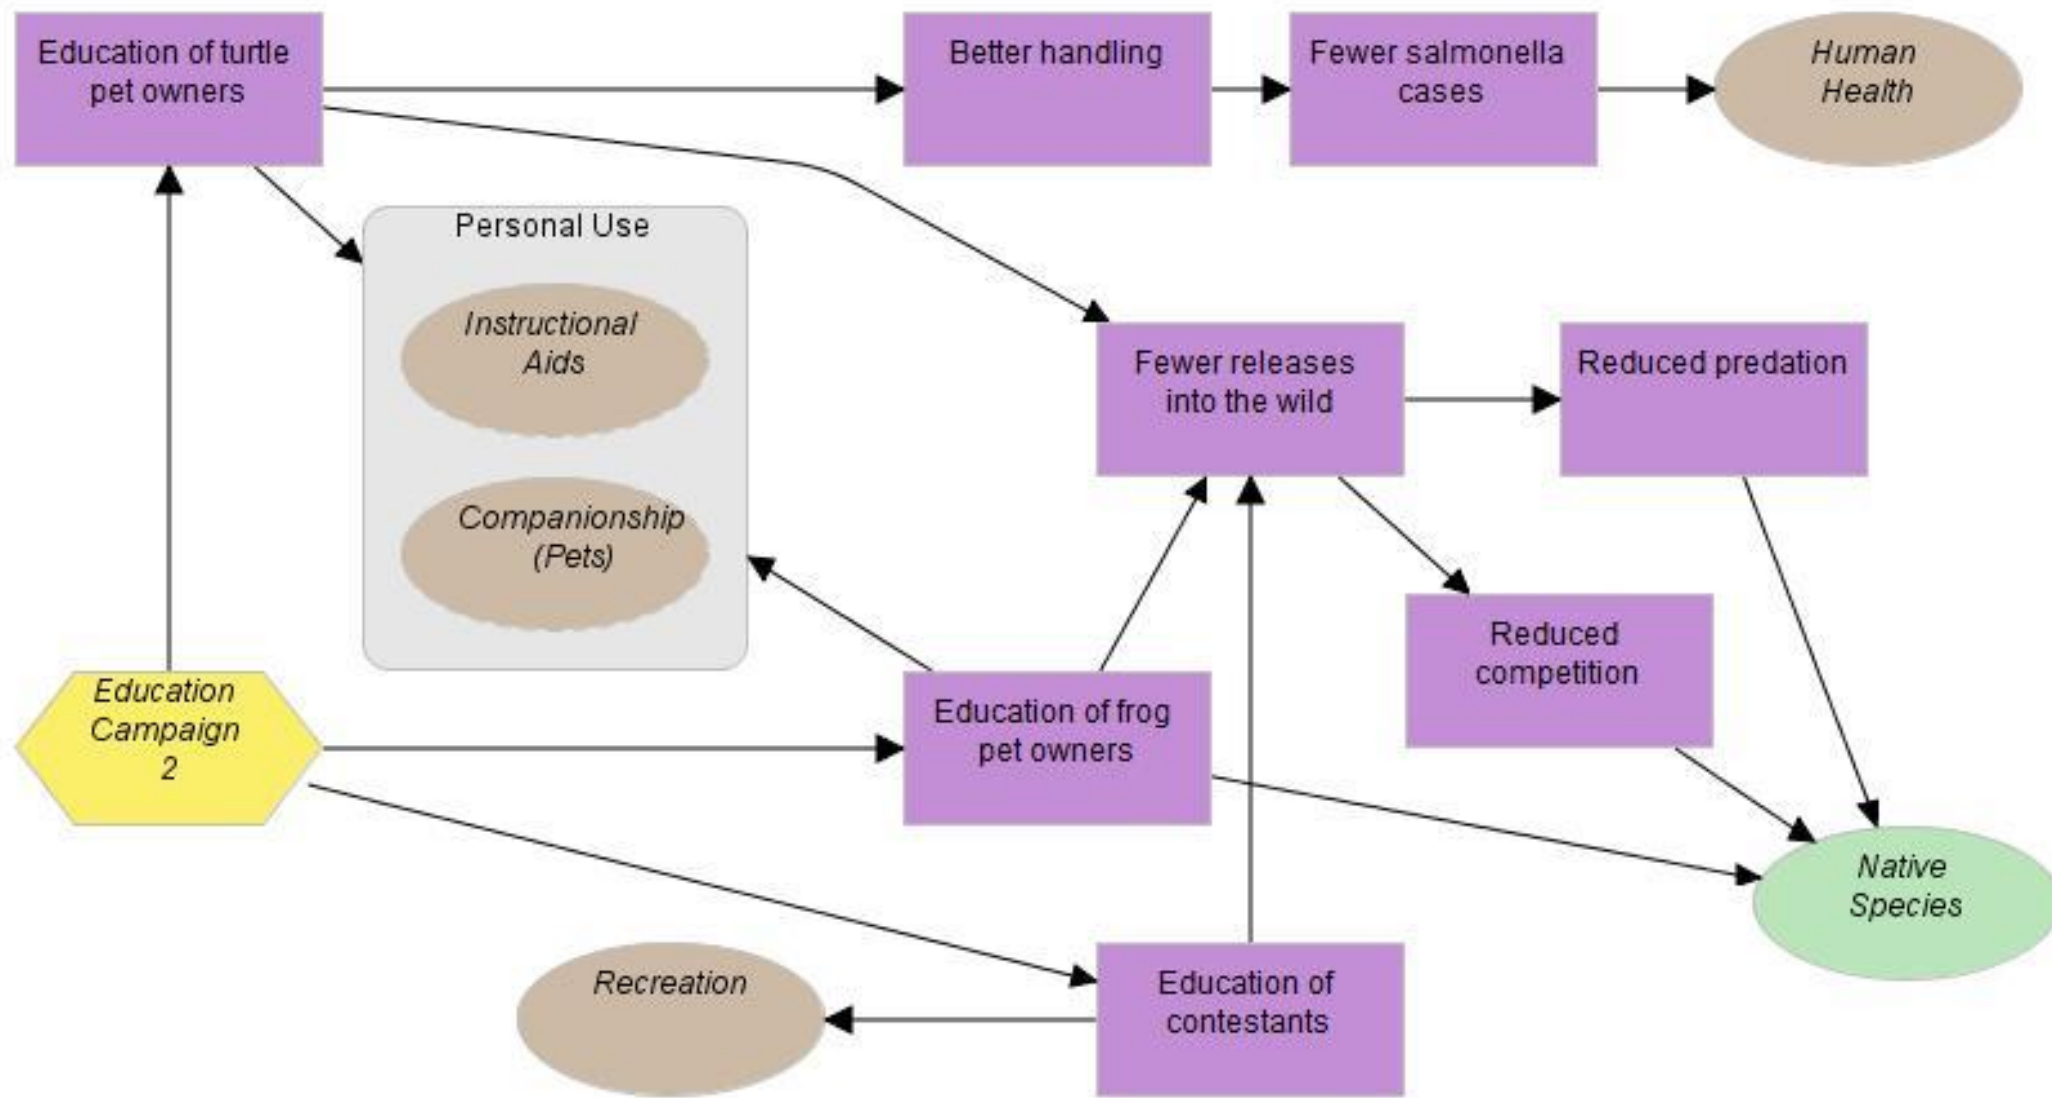 Education of turtle
pet owners
Better handling
Fewer salmonella
cases
Human
Health
Personal Use
Instructional
Aids
Companionship
(Pets)
Fewer releases
into the wild
Reduced predation
Reduced
competition
Education
Campaign
2
Education of frog
pet owners
Native
Species
Recreation
Education of
contestants